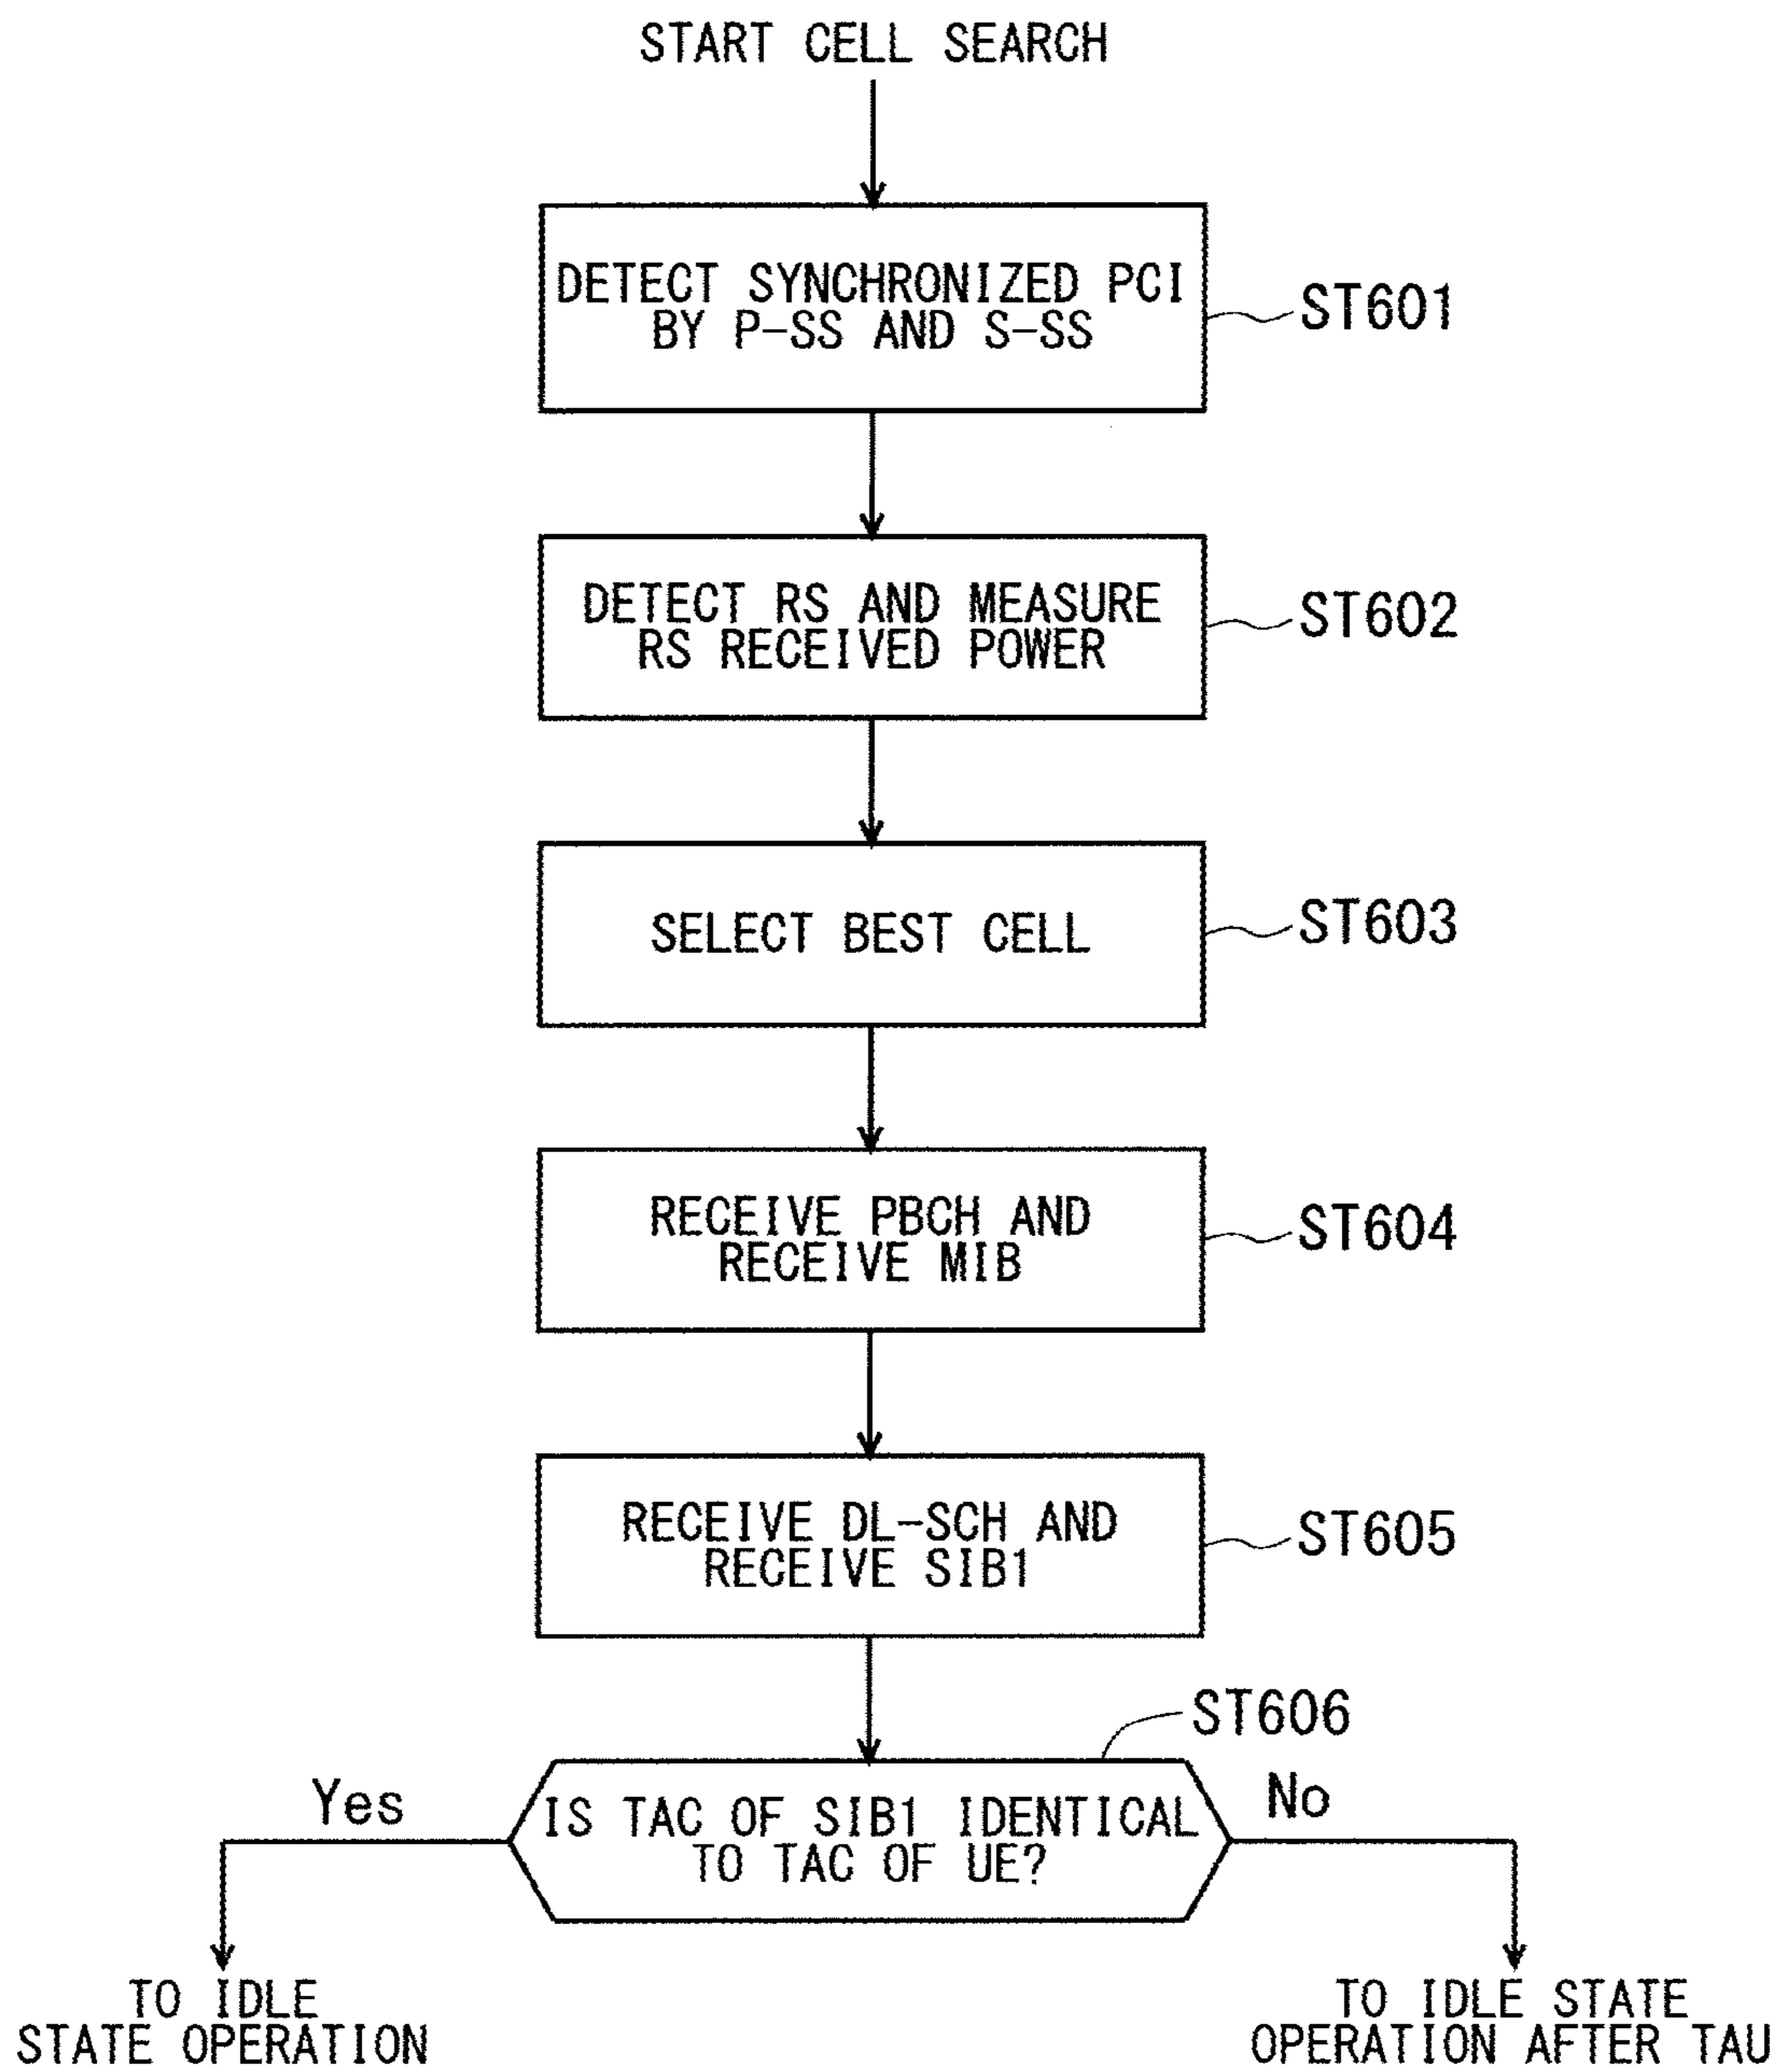 START CELL SEARCH
DETECT SYNCHRONIZED PCI
BY P-SS AND S-SS
ST601
DETECT RS AND MEASURE
RS RECEIVED POWER
ST602
SELECT BEST CELL
ST603
RECEIVE PBCH AND
RECEIVE MIB
ST604
RECEIVE DL-SCH AND
RECEIVE SIB1
ST605
ST606
Yes
IS TAC OF SIB1 IDENTICAL
TO TAC OF UE?
No
TO IDLE
STATE OPERATION
TO IDLE STATE
OPERATION AFTER TAU